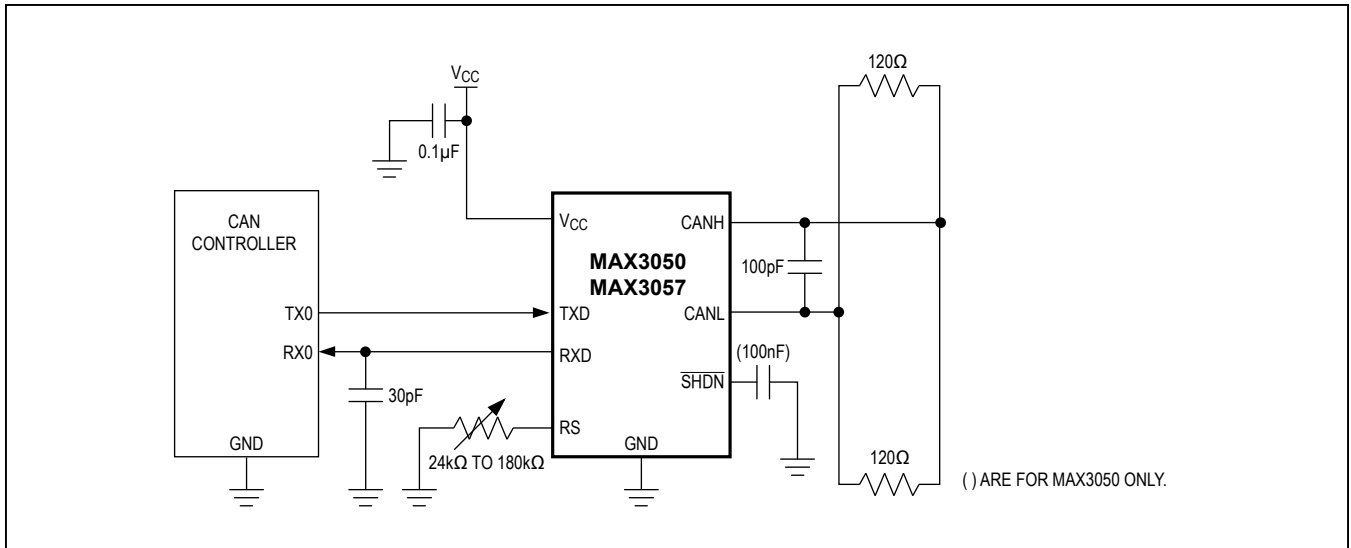 120Ω
VCC
0.1µF
CAN
CONTROLLER
VCC
CANH
MAX3050
MAX3057
100pF
TX0
TXD
CANL
RX0
RXD
(100nF)
SHDN
30pF
RS
24kΩ TO 180kΩ
GND
GND
120Ω
( ) ARE FOR MAX3050 ONLY.